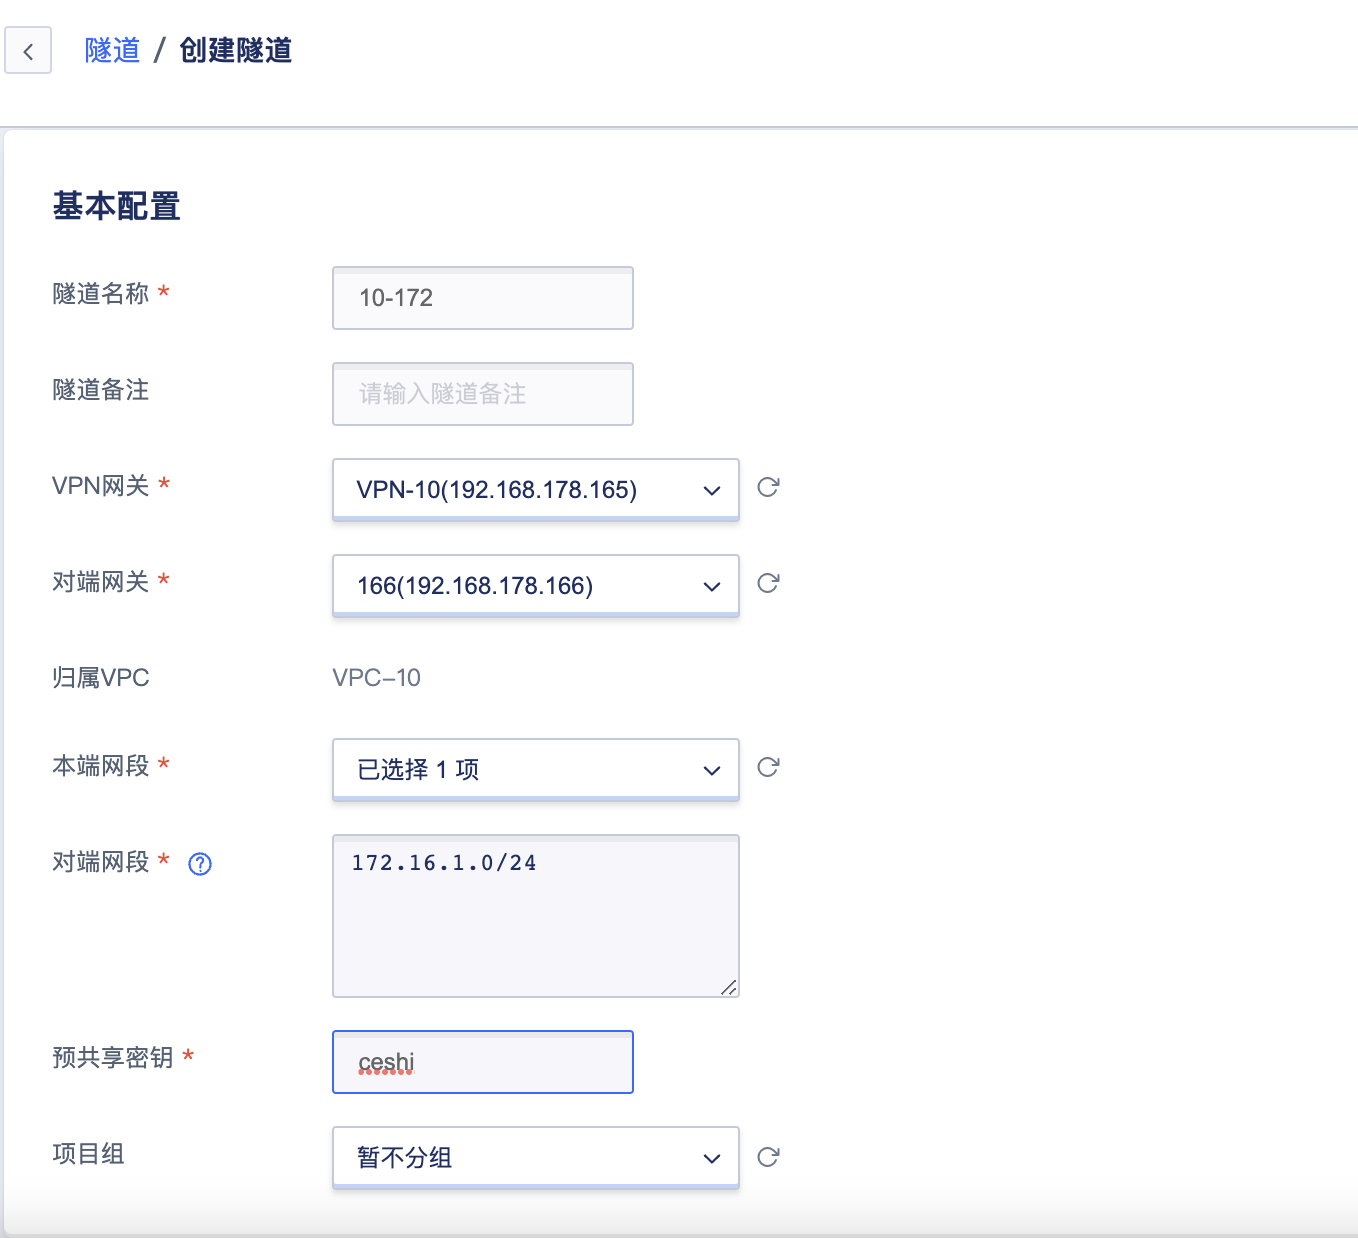 隧道 / 创建隧道
基本配置
隧道名称 * 10-172
隧道备注 请输入隧道备注
VPN网关 * VPN-10(192.168.178.165)
对端网关 * 166(192.168.178.166)
归属VPC VPC-10
本端网段 * 已选择 1 项
对端网段 * 172.16.1.0/24
预共享密钥 * ceshi
项目组 暂不分组